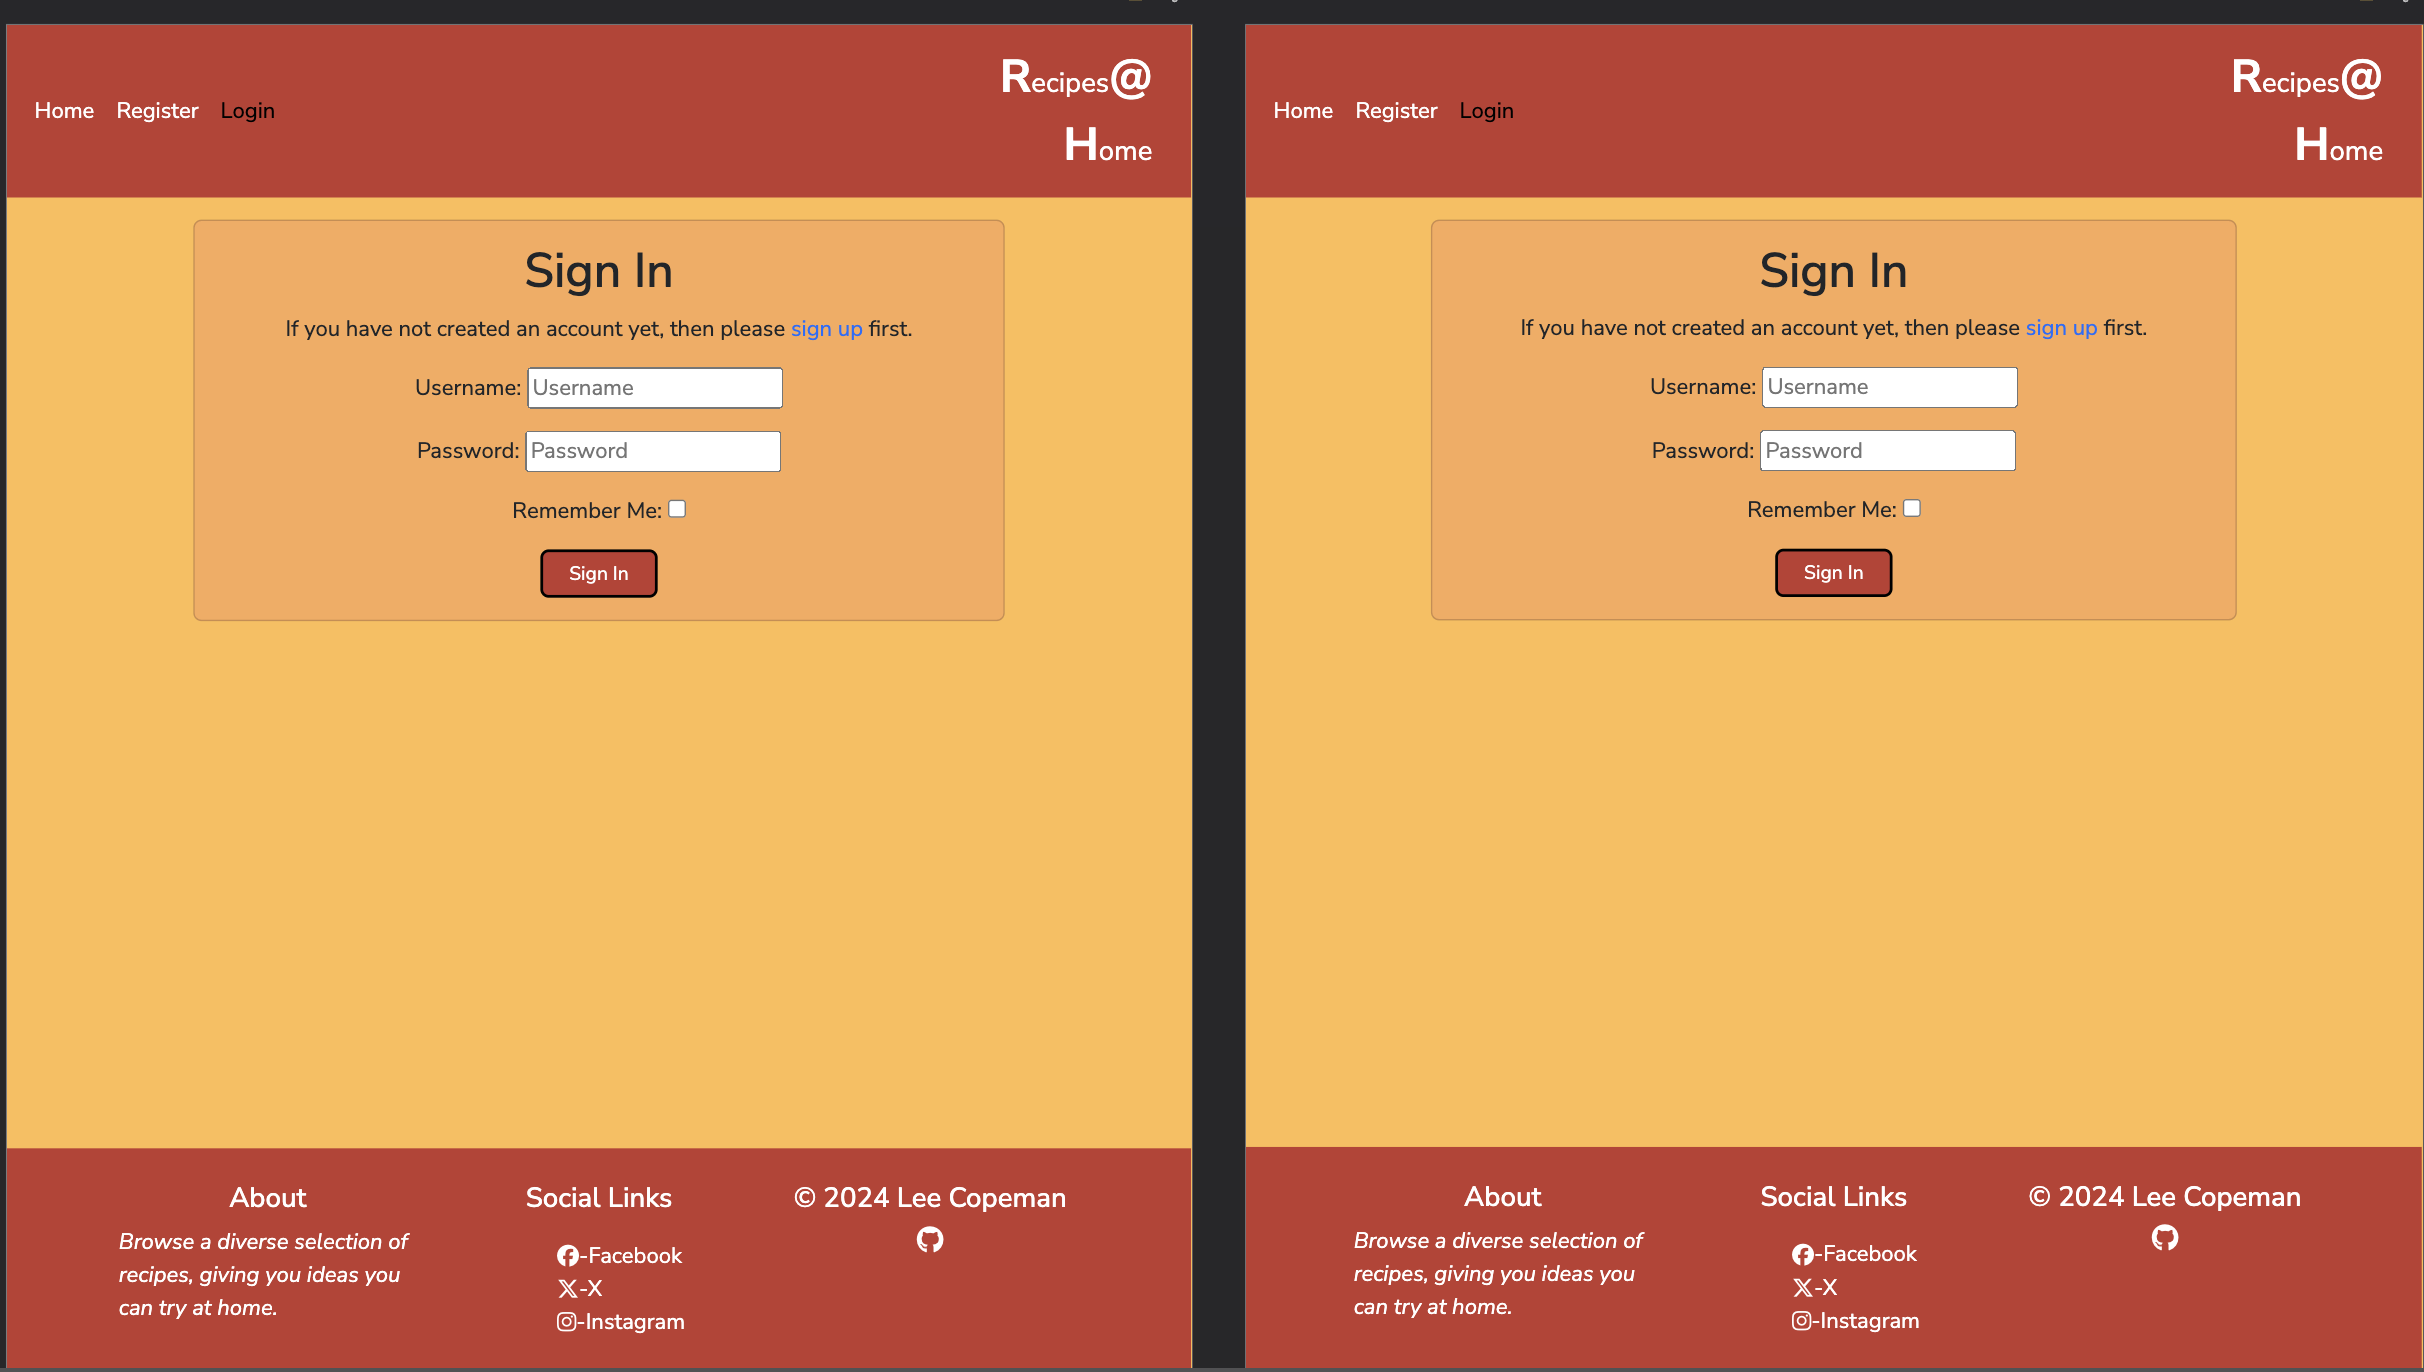 Home Register Login
Recipes@
Home
Sign In
If you have not created an account yet, then please sign up first.
Username: Username
Password: Password
Remember Me:
Sign In
About
Browse a diverse selection of
recipes, giving you ideas you
can try at home.
Social Links
-Facebook
-X
-Instagram
© 2024 Lee Copeman
Home Register Login
Recipes@
Home
Sign In
If you have not created an account yet, then please sign up first.
Username: Username
Password: Password
Remember Me:
Sign In
About
Browse a diverse selection of
recipes, giving you ideas you
can try at home.
Social Links
-Facebook
-X
-Instagram
© 2024 Lee Copeman